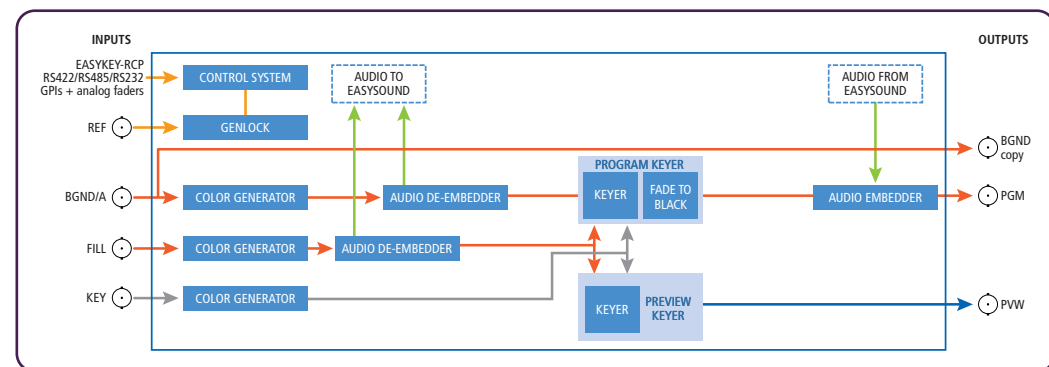 INPUTS
OUTPUTS
EASYKEY-RCP
RS422/RS485/RS232
GPIs + analog faders
CONTROL SYSTEM
AUDIO TO
EASYSOUND
AUDIO FROM
EASYSOUND
REF
GENLOCK
BGND
copy
PROGRAM KEYER
BGND/A
COLOR GENERATOR
AUDIO DE-EMBEDDER
KEYER
FADE TO
BLACK
AUDIO EMBEDDER
PGM
FILL
COLOR GENERATOR
AUDIO DE-EMBEDDER
KEY
COLOR GENERATOR
KEYER
PREVIEW
KEYER
PVW